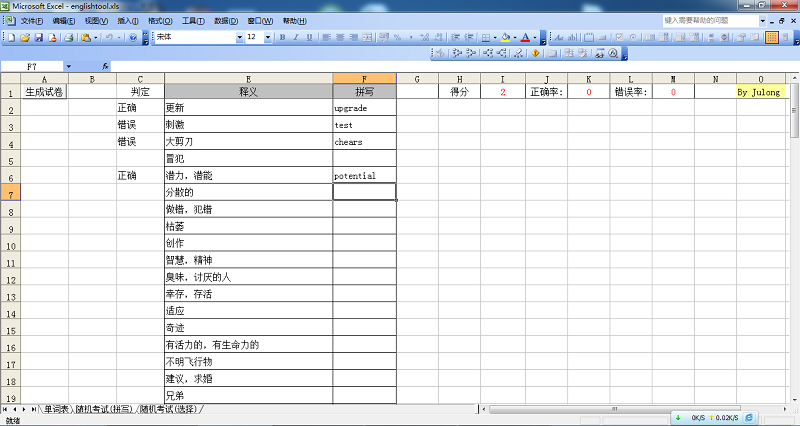 Microsoft Excel - englishtool.xls
文件(F) 编辑(E) 视图(V) 插入(I) 格式(O) 工具(T) 数据(D) 窗口(W) 帮助(H) 键入需要帮助的问题
宋体 12 B I U
F7 fx
A B C E F G H I J K L M N O
1 生成试卷 判定 释义 拼写 得分 2 正确率: 0 错误率: 0 By Julong
2 正确 更新 upgrade
3 错误 刺激 test
4 错误 大剪刀 chears
5 冒犯
6 正确 潜力，潜能 potential
7 分散的
8 做错，犯错
9 枯萎
10 创作
11 智慧，精神
12 臭味，讨厌的人
13 幸存，存活
14 适应
15 奇迹
16 有活力的，有生命力的
17 不明飞行物
18 建议，求婚
19 兄弟
单词表 随机考试(拼写) 随机考试(选择)
就绪 0K/S 0.02K/S